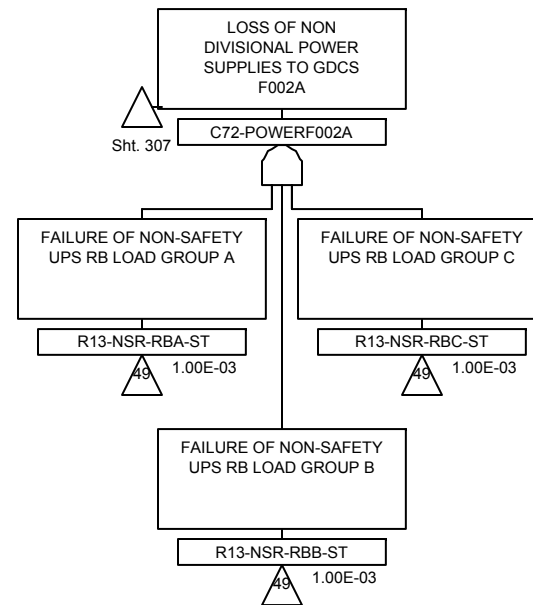 LOSS OF NON
DIVISIONAL POWER
SUPPLIES TO GDCS
F002A
Sht. 307
C72-POWERF002A
FAILURE OF NON-SAFETY
UPS RB LOAD GROUP A
R13-NSR-RBA-ST
49
1.00E-03
FAILURE OF NON-SAFETY
UPS RB LOAD GROUP C
R13-NSR-RBC-ST
49
1.00E-03
FAILURE OF NON-SAFETY
UPS RB LOAD GROUP B
R13-NSR-RBB-ST
49
1.00E-03